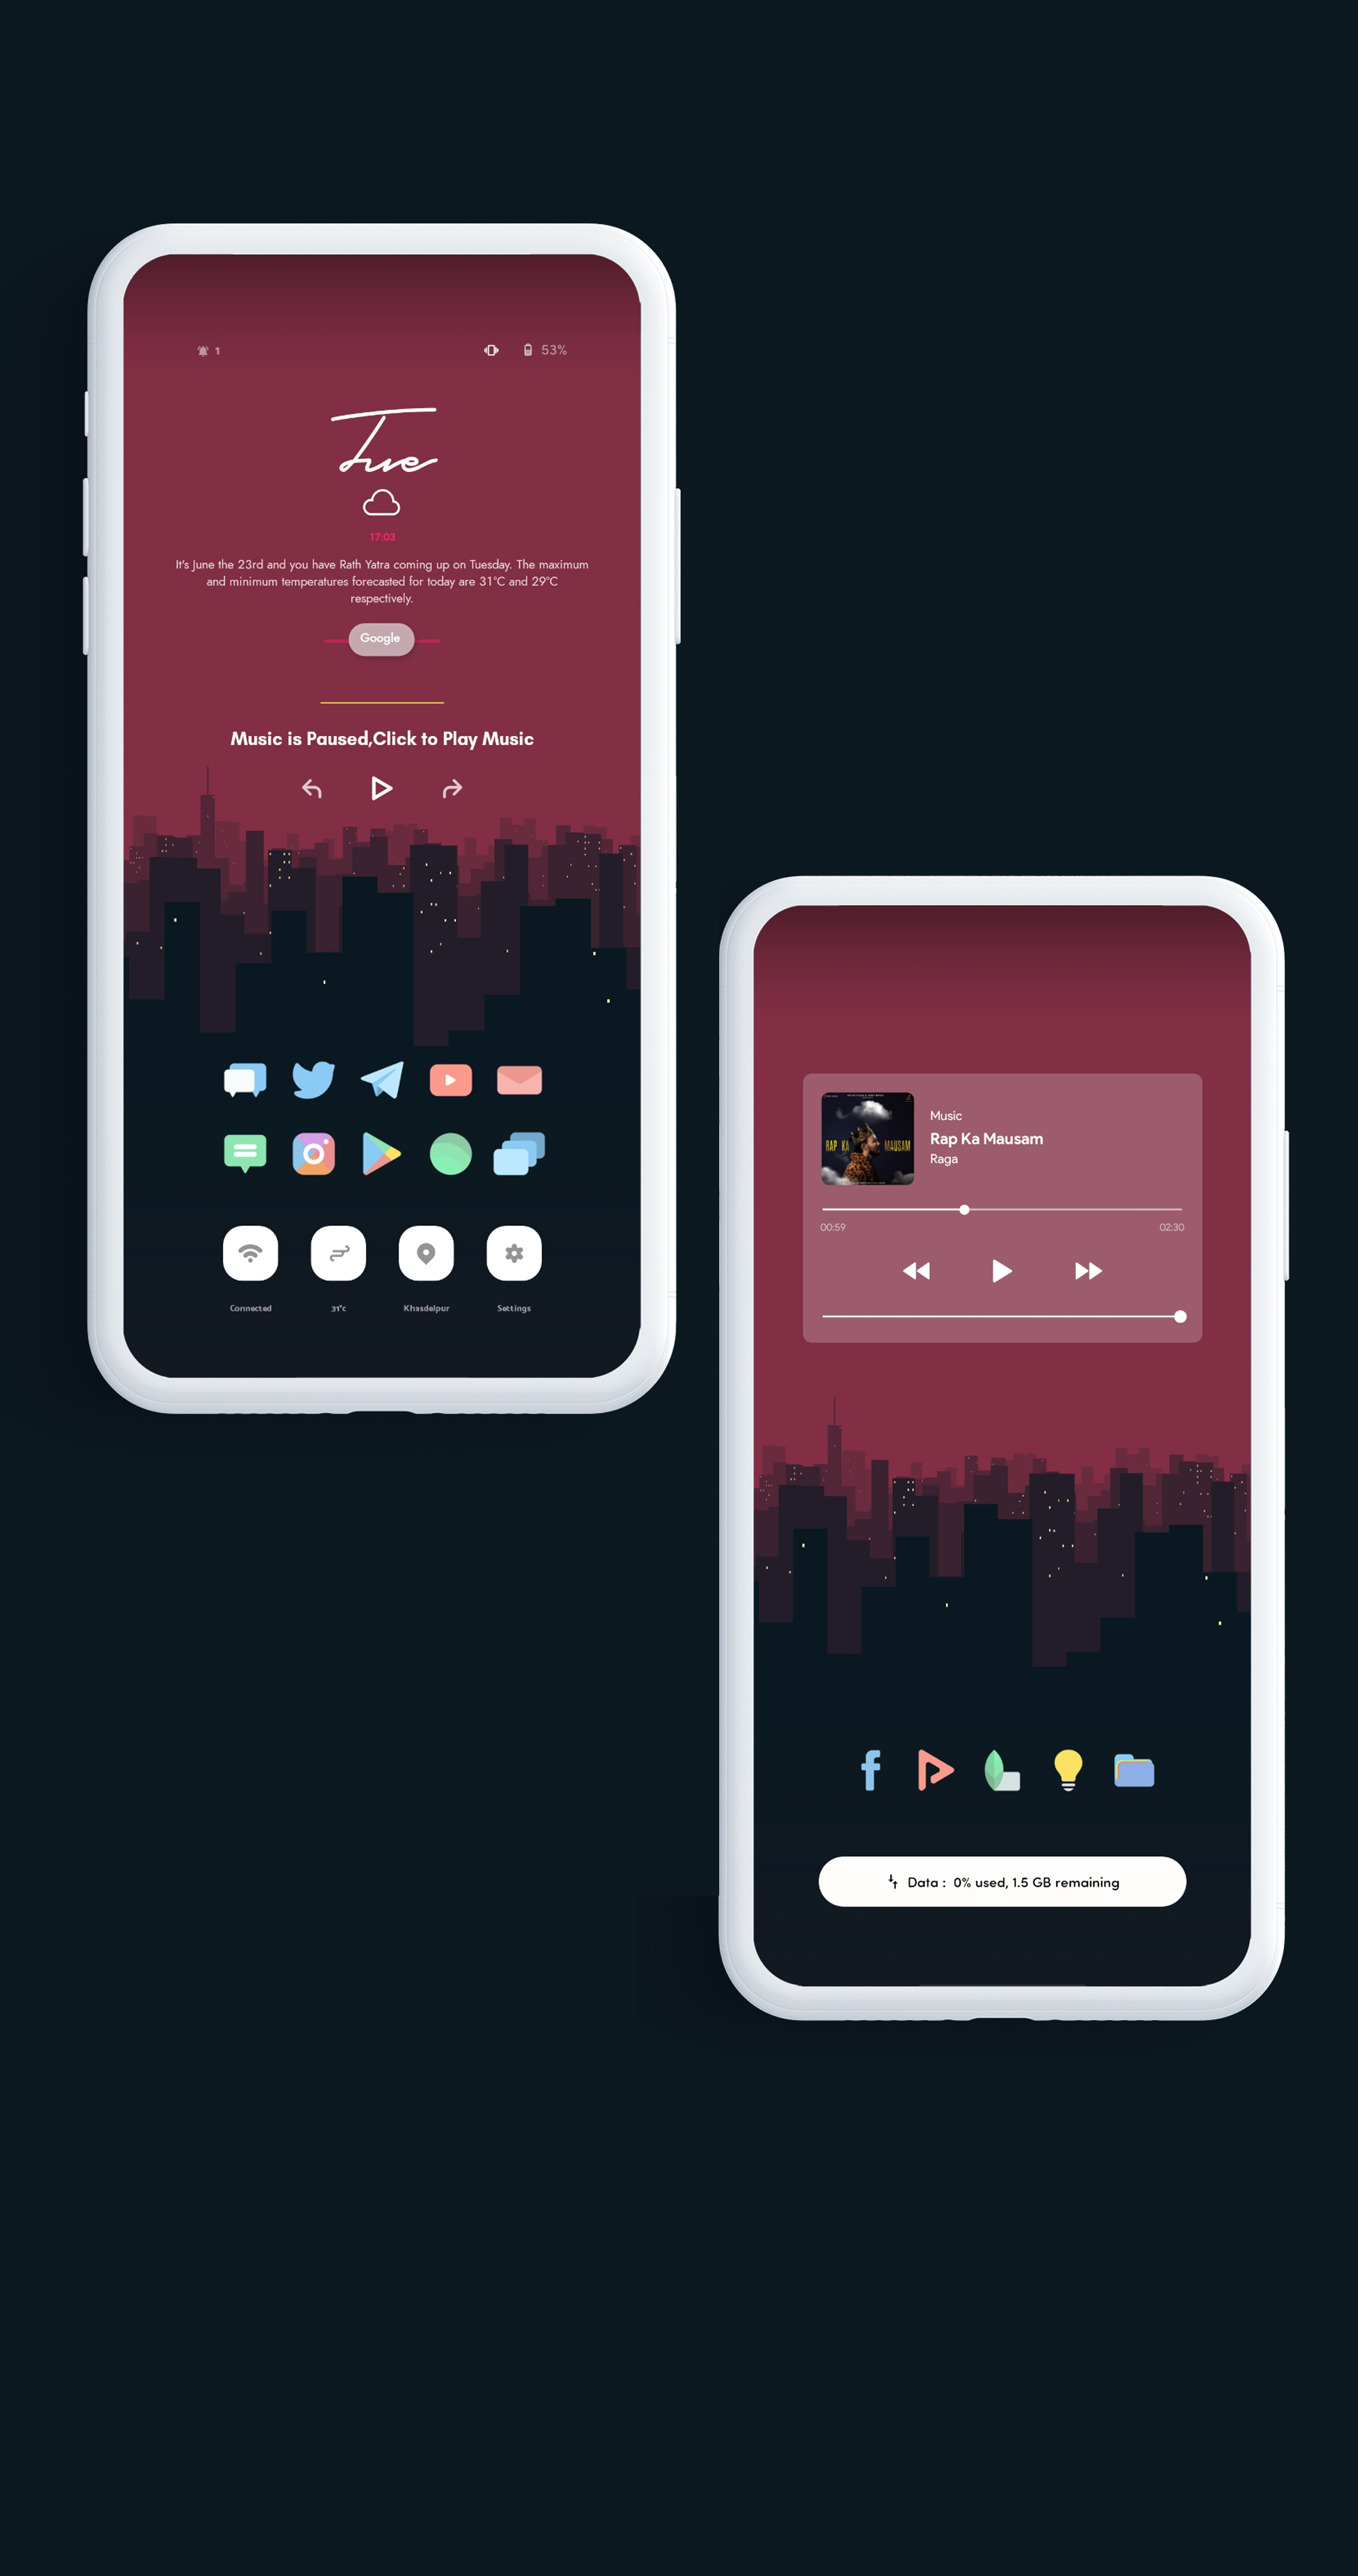 1
53%
Tue
17:03
It's June the 23rd and you have Rath Yatra coming up on Tuesday. The maximum
and minimum temperatures forecasted for today are 31°C and 29°C
respectively.
Google
Music is Paused,Click to Play Music
Connected
31°c
Khasdelpur
Settings
RAP KA MAUSAM
Music
Rap Ka Mausam
Raga
00:59
02:30
Data : 0% used, 1.5 GB remaining